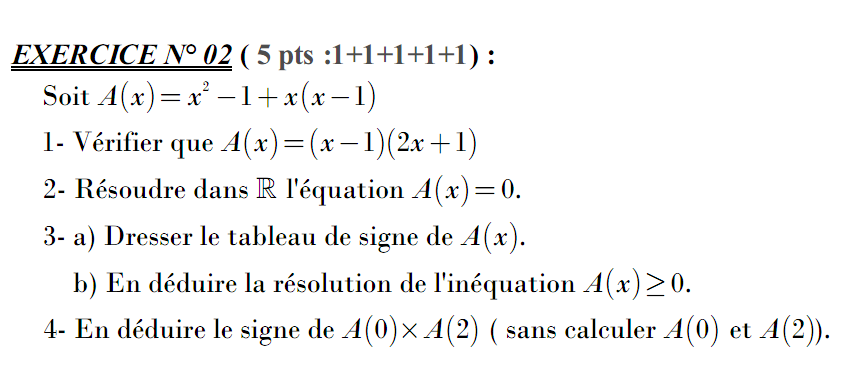 EXERCICE N° 02 ( 5 pts :1+1+1+1+1) :
Soit A(x)=x²−1+x(x−1)
1- Vérifier que A(x)=(x−1)(2x+1)
2- Résoudre dans ℝ l'équation A(x)=0.
3- a) Dresser le tableau de signe de A(x).
b) En déduire la résolution de l'inéquation A(x)≥0.
4- En déduire le signe de A(0)×A(2) ( sans calculer A(0) et A(2)).